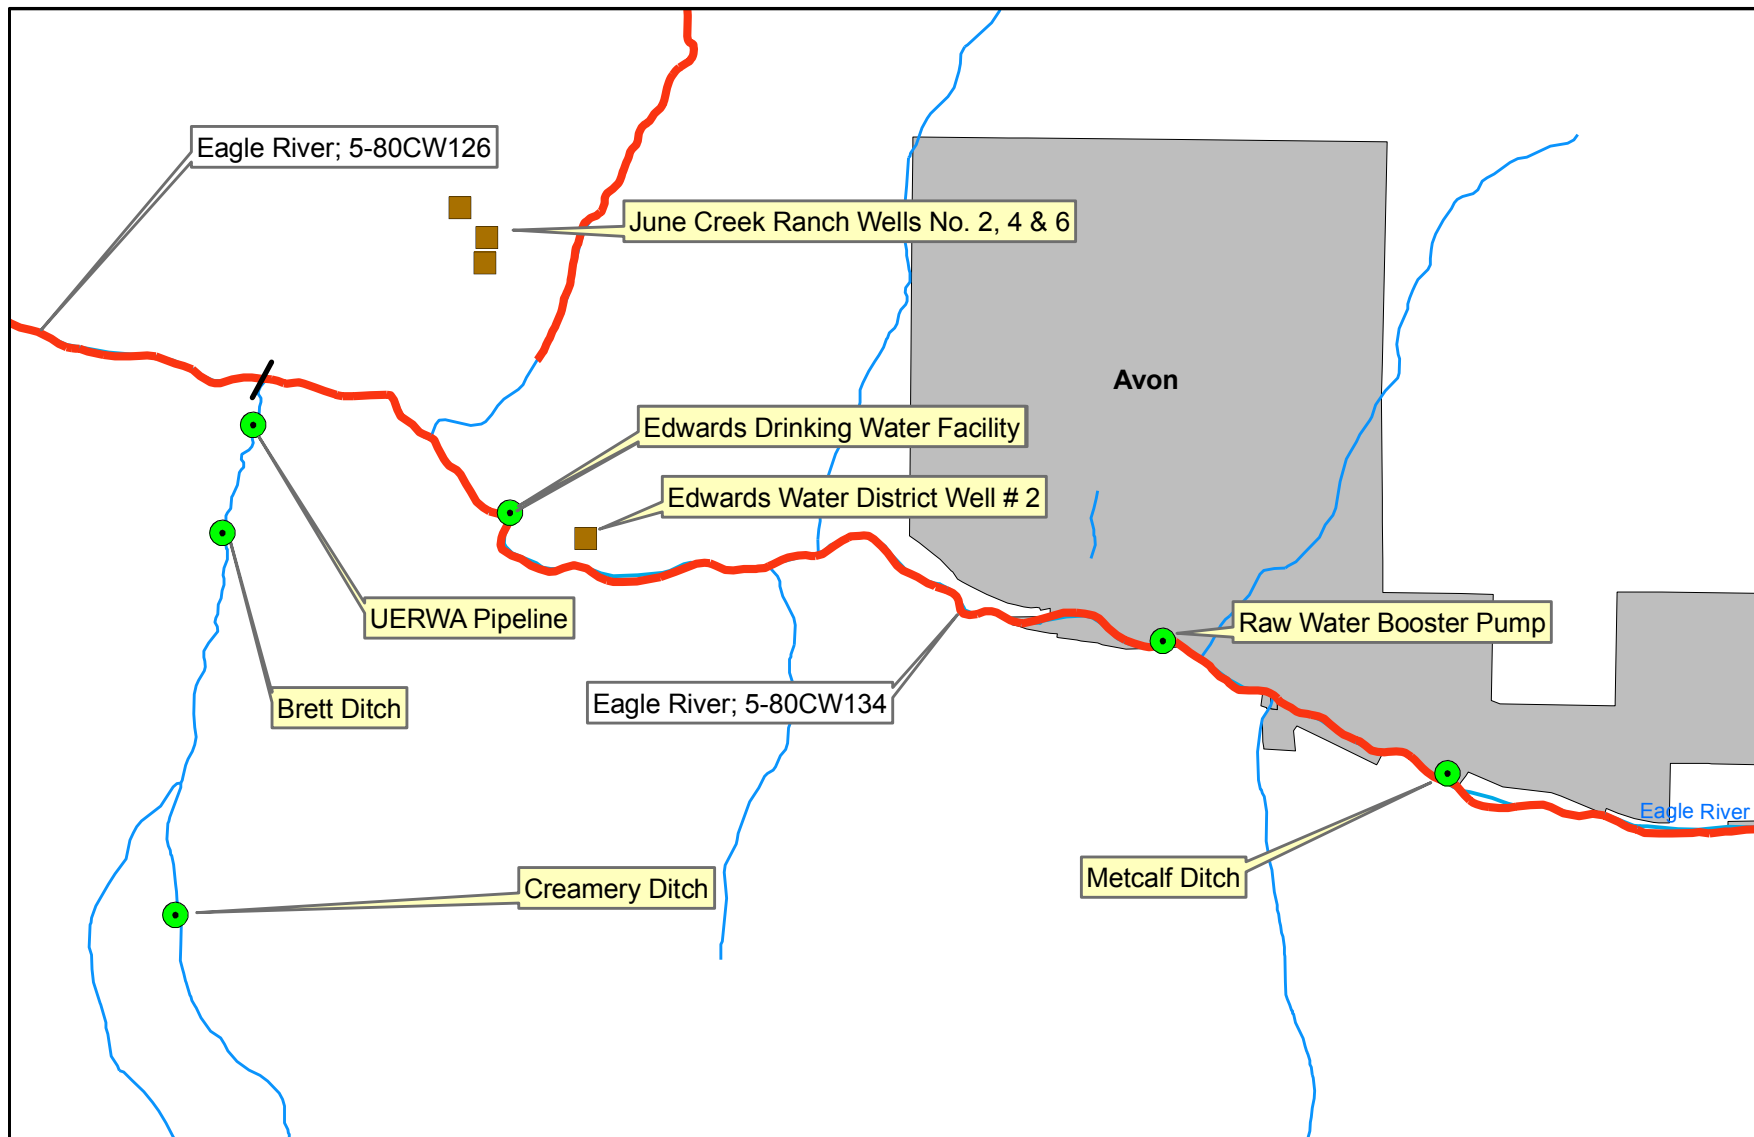 Eagle River; 5-80CW126
June Creek Ranch Wells No. 2, 4 & 6
Avon
Edwards Drinking Water Facility
Edwards Water District Well # 2
UERWA Pipeline
Raw Water Booster Pump
Brett Ditch
Eagle River; 5-80CW134
Eagle River
Metcalf Ditch
Creamery Ditch